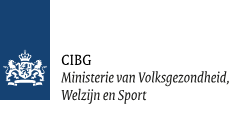 CIBG
Ministerie van Volksgezondheid,
Welzijn en Sport